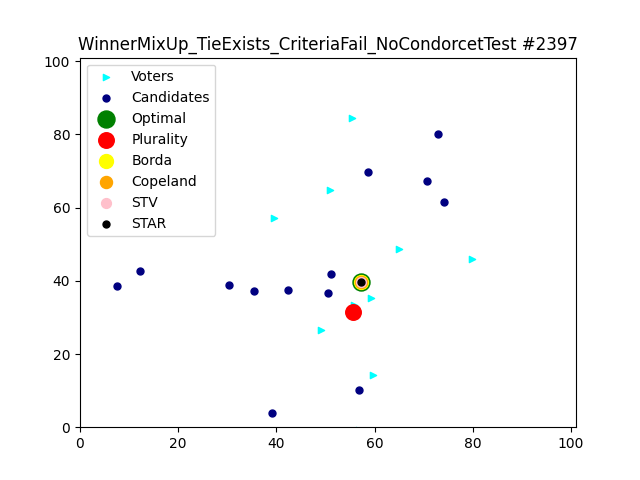 WinnerMixUp_TieExists_CriteriaFail_NoCondorcetTest #2397
Voters
Candidates
Optimal
Plurality
Borda
Copeland
STV
STAR
100
80
60
40
20
0
0 20 40 60 80 100